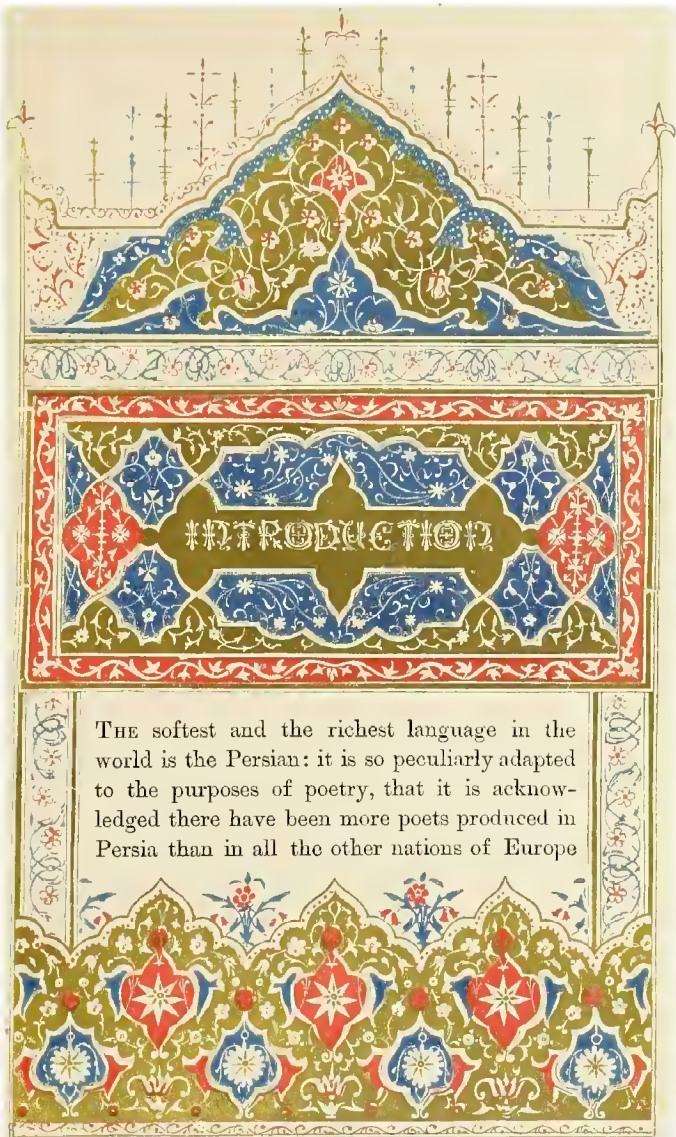 INTRODUCTION
THE softest and the richest language in the
world is the Persian: it is so peculiarly adapted
to the purposes of poetry, that it is acknow-
ledged there have been more poets produced in
Persia than in all the other nations of Europe